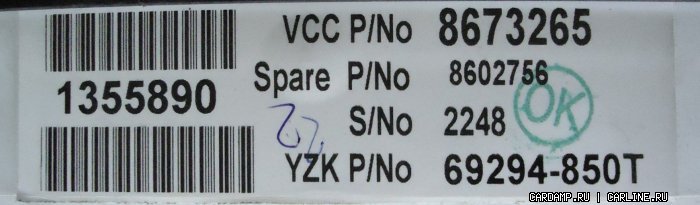 VCC P/No 8673265
Spare P/No 8602756
1355890
S/No 2248
OK
YZK P/No 69294-850T
CARDAMP.RU | CARLINE.RU